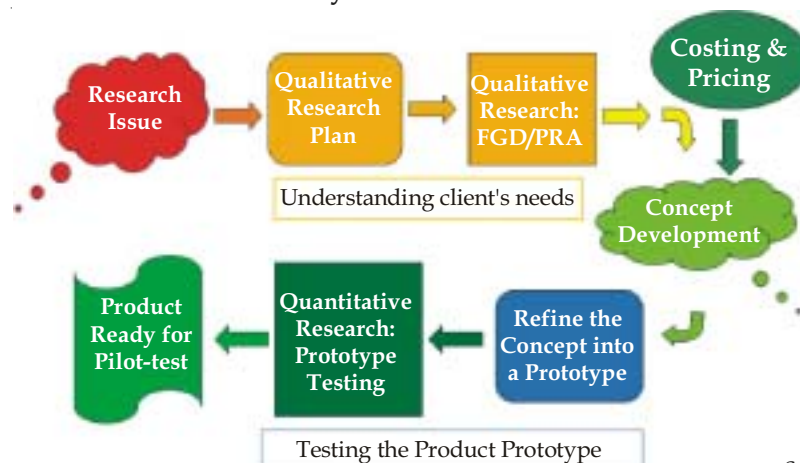 Research
Issue
Qualitative
Research
Plan
Qualitative
Research:
FGD/PRA
Costing &
Pricing
Understanding client's needs
Concept
Development
Product
Ready for
Pilot-test
Quantitative
Research:
Prototype
Testing
Refine the
Concept into
a Prototype
Testing the Product Prototype